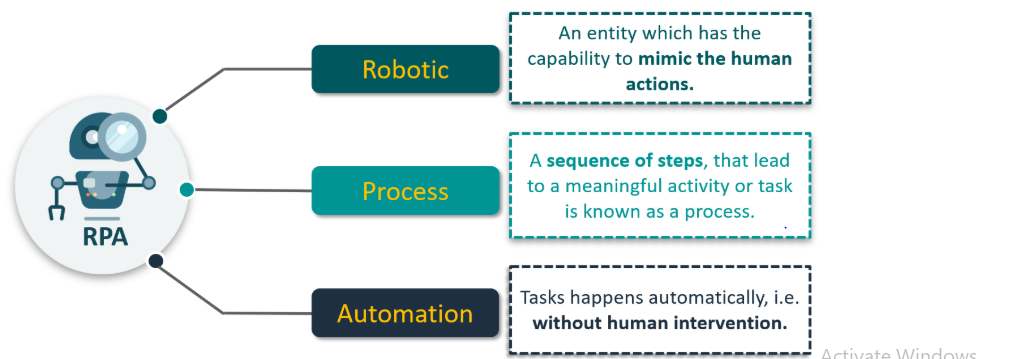 RPA
Robotic
An entity which has the
capability to mimic the human
actions.
Process
A sequence of steps, that lead
to a meaningful activity or task
is known as a process.
.
Automation
Tasks happens automatically, i.e.
without human intervention.
Activate Windows